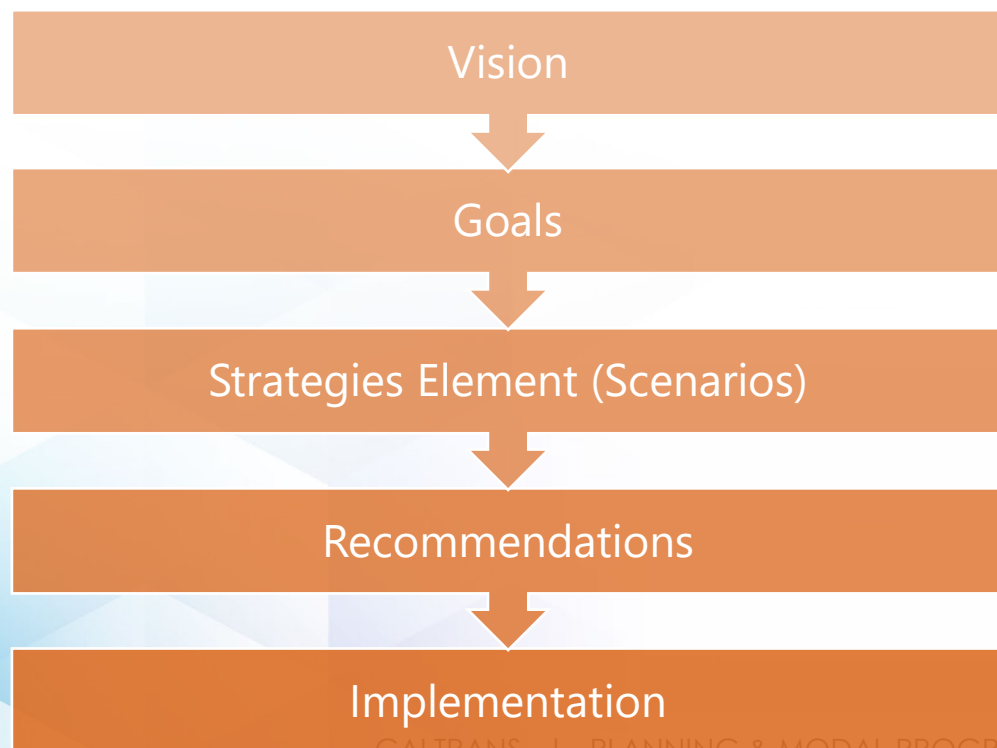 Vision
Goals
Strategies Element (Scenarios)
Recommendations
Implementation
CALTRANS | PLANNING & MODAL